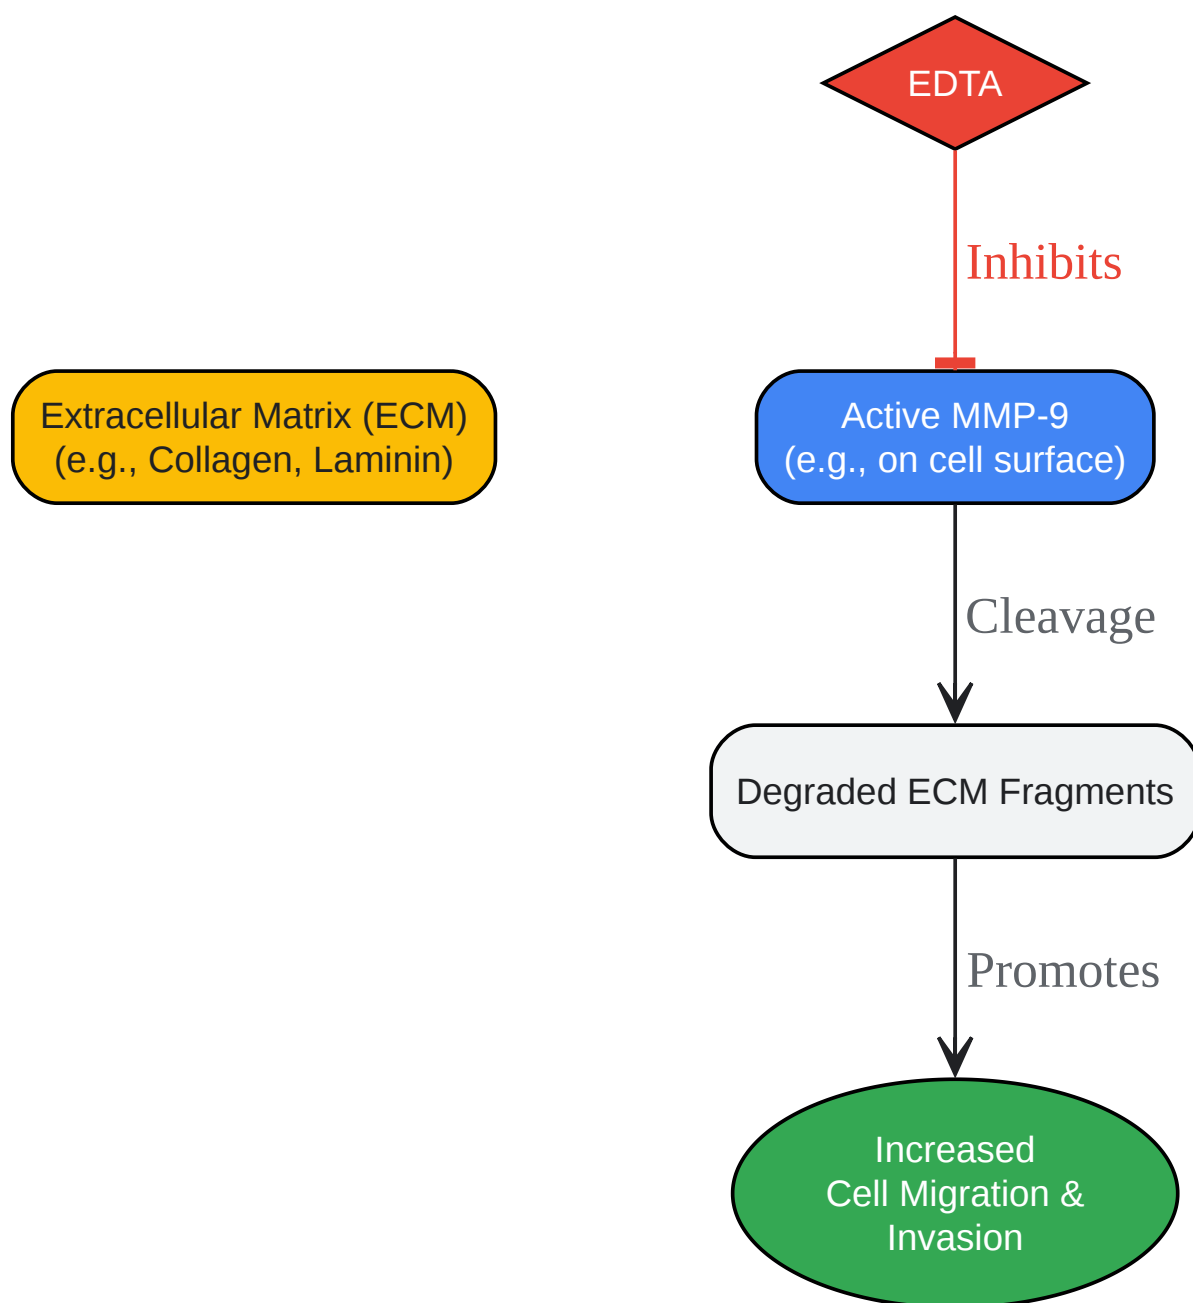 EDTA
Inhibits
Extracellular Matrix (ECM)
(e.g., Collagen, Laminin)
Active MMP-9
(e.g., on cell surface)
Cleavage
Degraded ECM Fragments
Promotes
Increased
Cell Migration &
Invasion